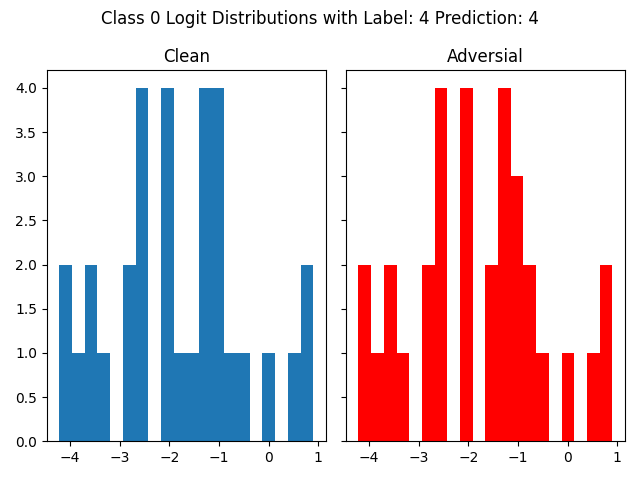 Class 0 Logit Distributions with Label: 4 Prediction: 4
Clean
Adversial
4.0
3.5
3.0
2.5
2.0
1.5
1.0
0.5
0.0
−4 −3 −2 −1 0 1
−4 −3 −2 −1 0 1